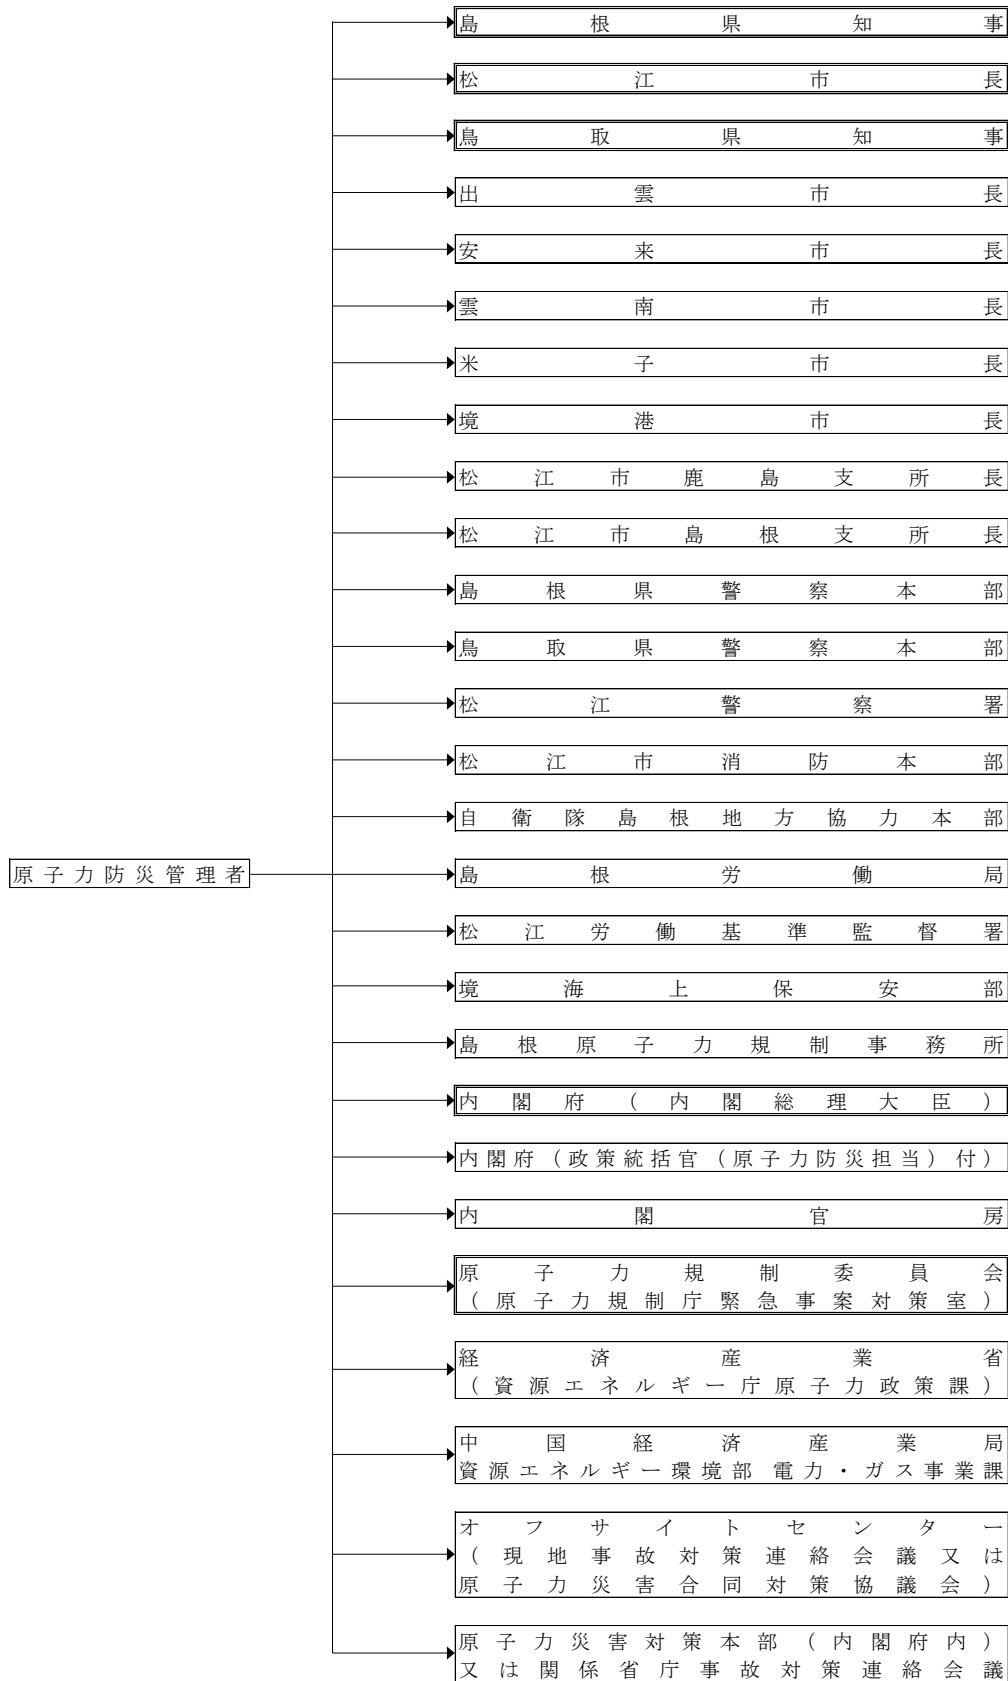 島根県知事
松江市長
鳥取県知事
出雲市長
安来市長
雲南市長
米子市長
境港市長
松江市鹿島支所長
松江市島根支所長
島根県警察本部
鳥取県警察本部
松江警察署
松江市消防本部
自衛隊島根地方協力本部
原子力防災管理者
島根労働局
松江労働基準監督署
境海上保安部
島根原子力規制事務所
内閣府(内閣総理大臣)
内閣府(政策統括官(原子力防災担当)付)
内閣官房
原子力規制委員会
(原子力規制庁緊急事案対策室)
経済産業省
(資源エネルギー庁原子力政策課)
中国経済産業局
資源エネルギー環境部 電力・ガス事業課
オフサイトセンター
(現地事故対策連絡会議又は
原子力災害合同対策協議会)
原子力災害対策本部(内閣府内)
又は関係省庁事故対策連絡会議